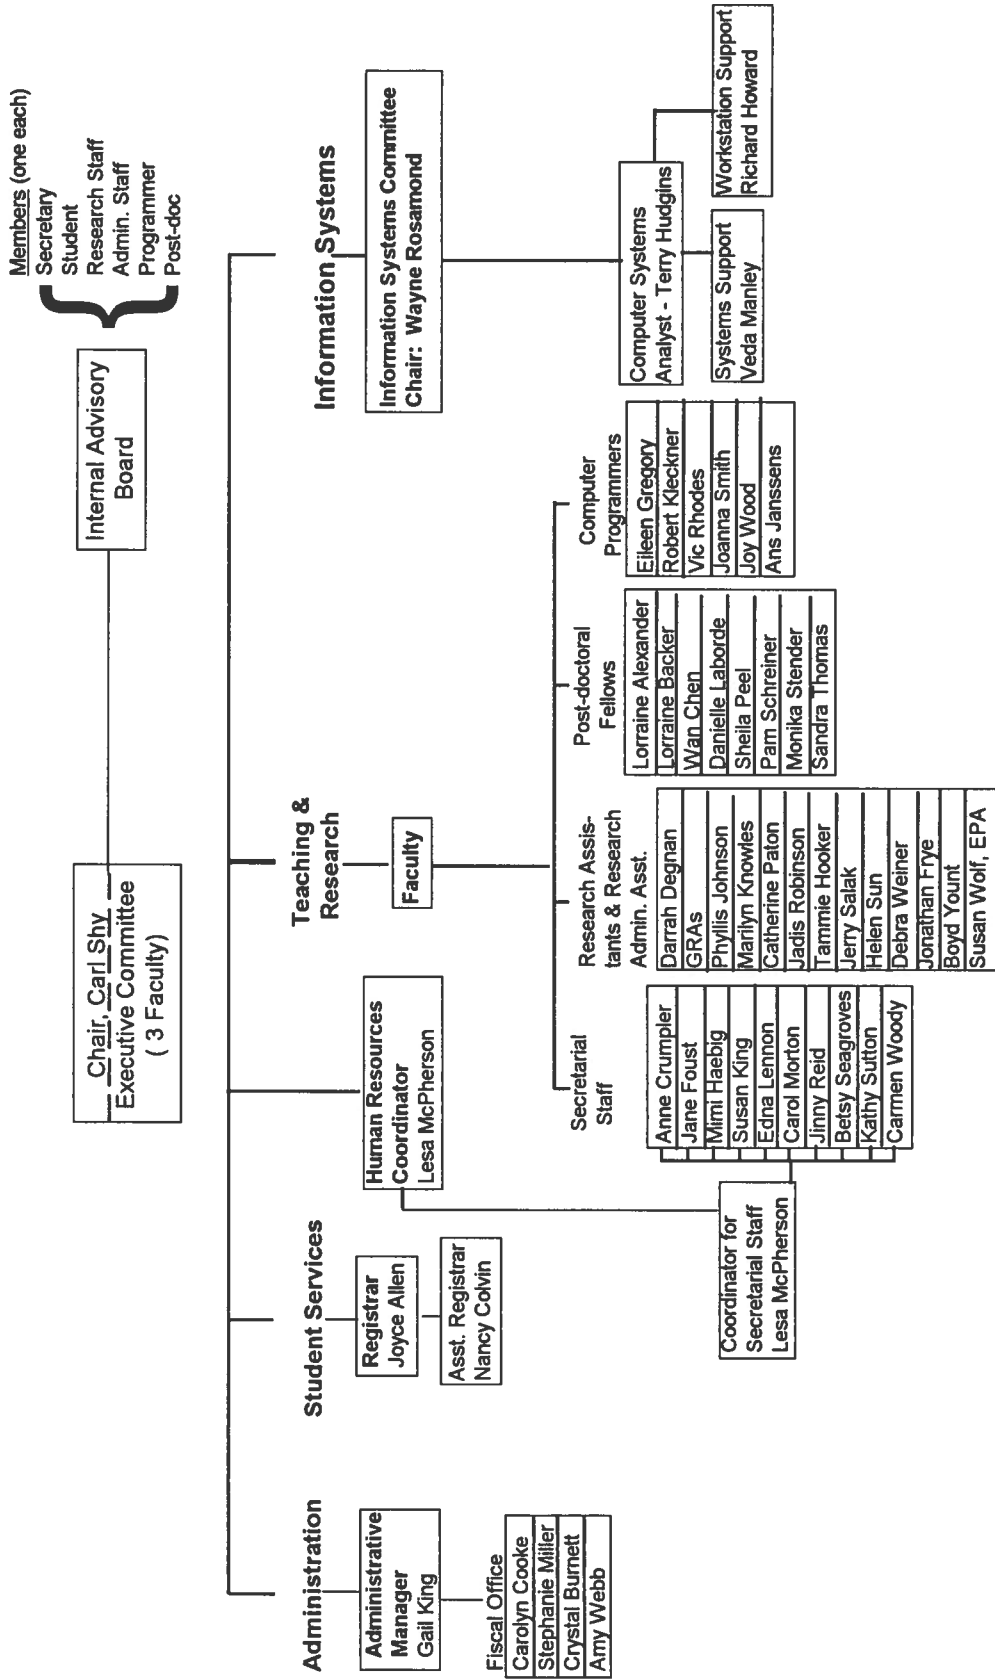 Chair, Carl Shy
Executive Committee
( 3 Faculty)
Internal Advisory
Board
Members (one each)
Secretary
Student
Research Staff
Admin. Staff
Programmer
Post-doc
Administration
Administrative
Manager
Gail King
Fiscal Office
Carolyn Cooke
Stephanie Miller
Crystal Burnett
Amy Webb
Student Services
Registrar
Joyce Allen
Asst. Registrar
Nancy Colvin
Human Resources
Coordinator
Lesa McPherson
Coordinator for
Secretarial Staff
Lesa McPherson
Teaching &
Research
Faculty
Secretarial
Staff
Anne Crumpler
Jane Foust
Mimi Haebig
Susan King
Edna Lennon
Carol Morton
Jinny Reid
Betsy Seagroves
Kathy Sutton
Carmen Woody
Research Assis-
tants & Research
Admin. Asst.
Darrah Degnan
GRAs
Phyllis Johnson
Marilyn Knowles
Catherine Paton
Jadis Robinson
Tammie Hooker
Jerry Salak
Helen Sun
Debra Weiner
Jonathan Frye
Boyd Yount
Susan Wolf, EPA
Post-doctoral
Fellows
Lorraine Alexander
Lorraine Backer
Wan Chen
Danielle Laborde
Sheila Peel
Pam Schreiner
Monika Stender
Sandra Thomas
Computer
Programmers
Eileen Gregory
Robert Kleckner
Vic Rhodes
Joanna Smith
Joy Wood
Ans Janssens
Information Systems
Information Systems Committee
Chair: Wayne Rosamond
Computer Systems
Analyst - Terry Hudgins
Systems Support
Veda Manley
Workstation Support
Richard Howard